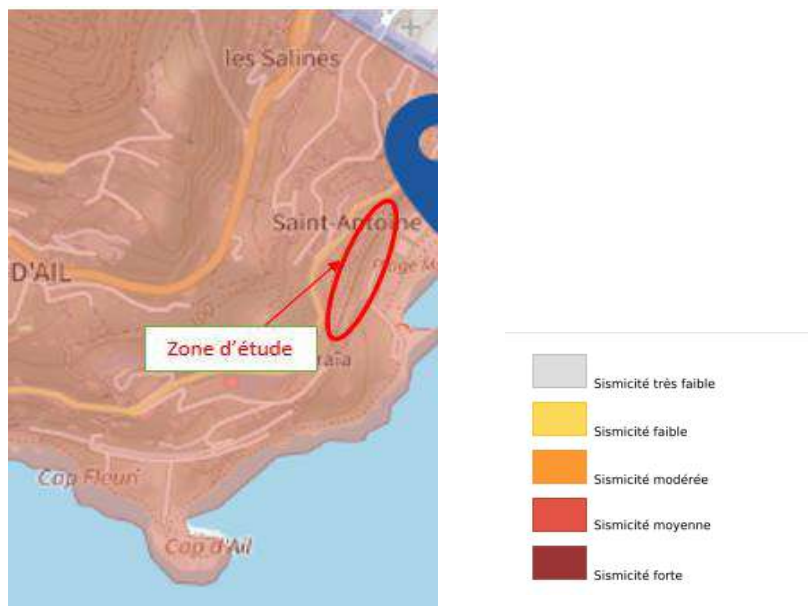 les Salines
Saint-Antoine
D'AIL
Zone d'étude
Cap Fleuri
Cap d'Ail
Sismicité très faible
Sismicité faible
Sismicité modérée
Sismicité moyenne
Sismicité forte